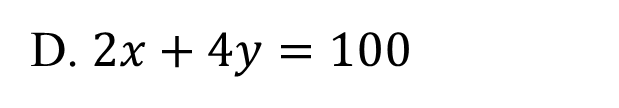 D. 2x + 4y = 100